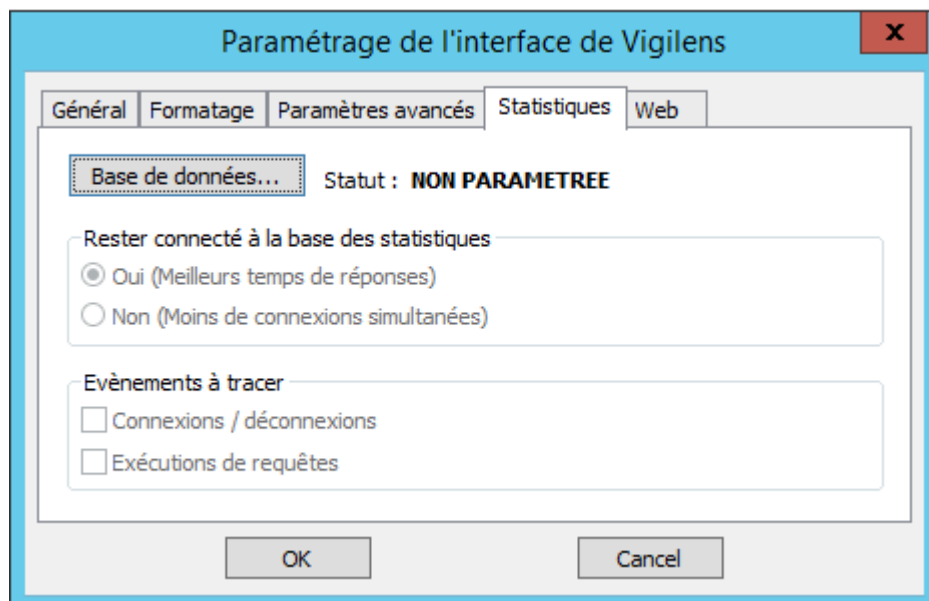 Paramétrage de l'interface de Vigilens
x
Général Formatage Paramètres avancés Statistiques Web
Base de données... Statut : NON PARAMETREE
Rester connecté à la base des statistiques
Oui (Meilleurs temps de réponses)
Non (Moins de connexions simultanées)
Evènements à tracer
Connexions / déconnexions
Exécutions de requêtes
OK Cancel